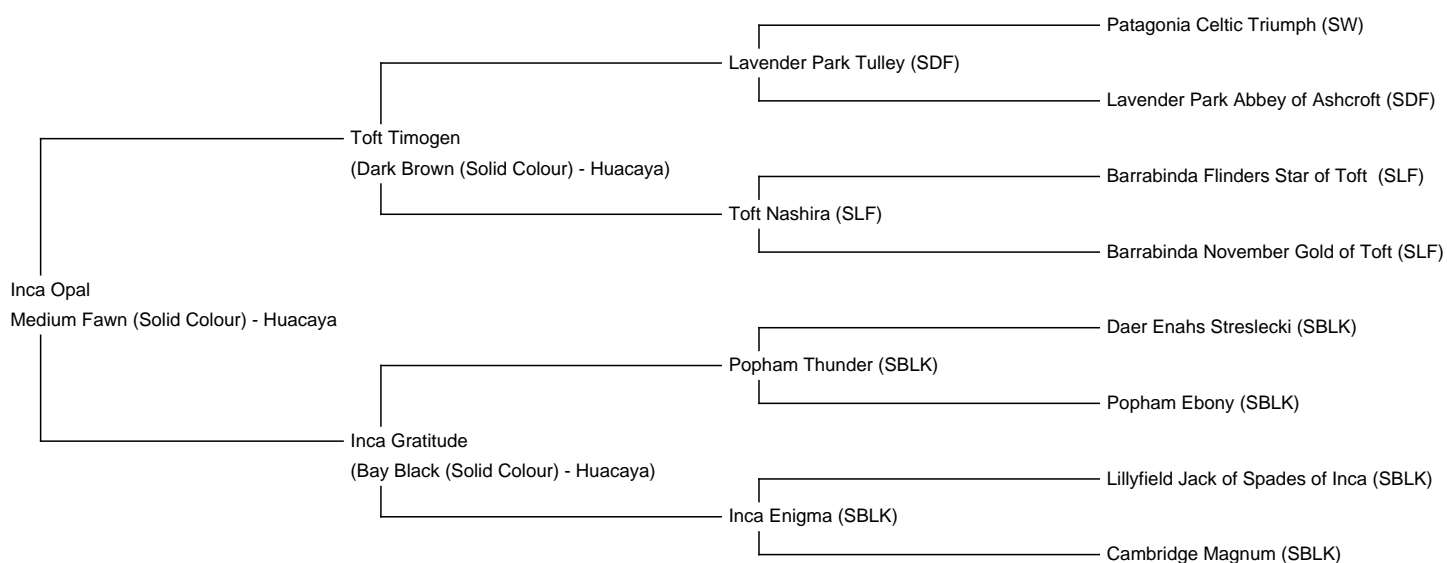 Patagonia Celtic Triumph (SW)
Lavender Park Tulley (SDF)
Lavender Park Abbey of Ashcroft (SDF)
Toft Timogen
(Dark Brown (Solid Colour) - Huacaya)
Barrabinda Flinders Star of Toft  (SLF)
Toft Nashira (SLF)
Barrabinda November Gold of Toft (SLF)
Inca Opal
Medium Fawn (Solid Colour) - Huacaya
Daer Enahs Streslecki (SBLK)
Popham Thunder (SBLK)
Popham Ebony (SBLK)
Inca Gratitude
(Bay Black (Solid Colour) - Huacaya)
Lillyfield Jack of Spades of Inca (SBLK)
Inca Enigma (SBLK)
Cambridge Magnum (SBLK)